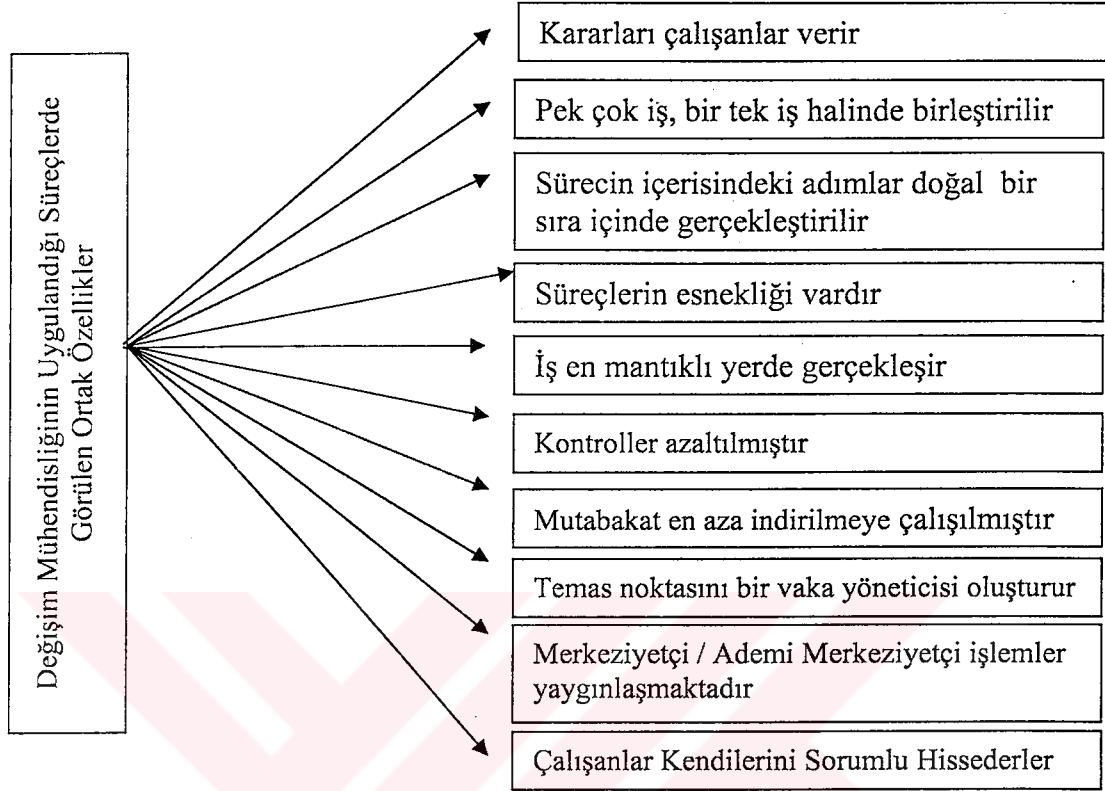 Değişim Mühendisliğinin Uygulandığı Süreçlerde
Görülen Ortak Özellikler
Kararları çalışanlar verir
Pek çok iş, bir tek iş halinde birleştirilir
Sürecin içerisindeki adımlar doğal bir
sıra içinde gerçekleştirilir
Süreçlerin esnekliği vardır
İş en mantıklı yerde gerçekleşir
Kontroller azaltılmıştır
Mutabakat en aza indirilmeye çalışılmıştır
Temas noktasını bir vaka yöneticisi oluşturur
Merkeziyetçi / Ademi Merkeziyetçi işlemler
yaygınlaşmaktadır
Çalışanlar Kendilerini Sorumlu Hissederler